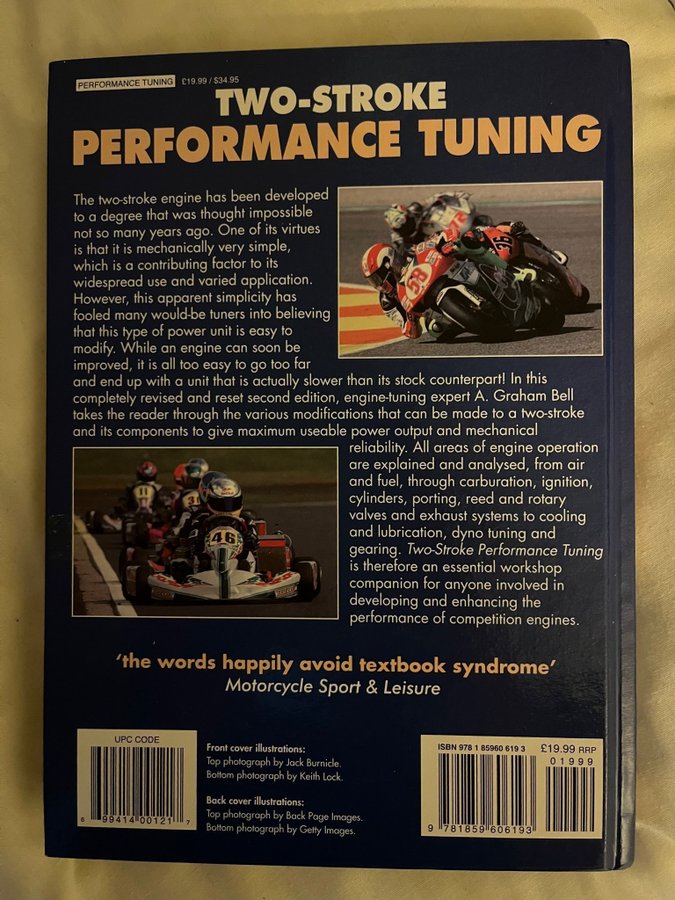 PERFORMANCE TUNING £19.99 / $34.95
TWO-STROKE
PERFORMANCE TUNING
The two-stroke engine has been developed
to a degree that was thought impossible
not so many years ago. One of its virtues
is that it is mechanically very simple,
which is a contributing factor to its
widespread use and varied application.
However, this apparent simplicity has
fooled many would-be tuners into believing
that this type of power unit is easy to
modify. While an engine can soon be
improved, it is all too easy to go too far
and end up with a unit that is actually slower than its stock counterpart! In this
completely revised and reset second edition, engine-tuning expert A. Graham Bell
takes the reader through the various modifications that can be made to a two-stroke
and its components to give maximum useable power output and mechanical
reliability. All areas of engine operation
are explained and analysed, from air
and fuel, through carburation, ignition,
cylinders, porting, reed and rotary
valves and exhaust systems to cooling
and lubrication, dyno tuning and
gearing. Two-Stroke Performance Tuning
is therefore an essential workshop
companion for anyone involved in
developing and enhancing the
performance of competition engines.
58
36
11
46
‘the words happily avoid textbook syndrome’
Motorcycle Sport & Leisure
UPC CODE
6 99414 00121 7
Front cover illustrations:
Top photograph by Jack Burnicle.
Bottom photograph by Keith Lock.
Back cover illustrations:
Top photograph by Back Page Images.
Bottom photograph by Getty Images.
ISBN 978 1 85960 619 3 £19.99 RRP
01999
9 781859 606193